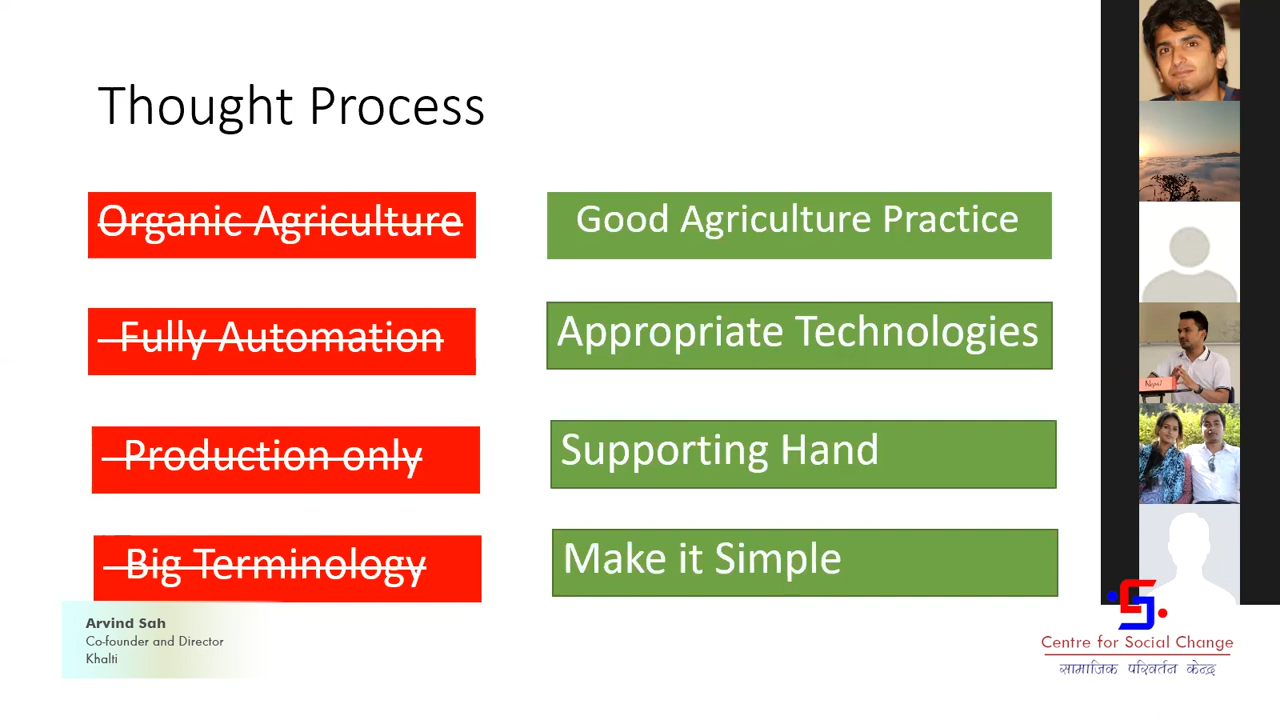 Thought Process
Organic Agriculture
Good Agriculture Practice
Fully Automation
Appropriate Technologies
Production only
Supporting Hand
Big Terminology
Make it Simple
Arvind Sah
Co-founder and Director
Khalti
Centre for Social Change
सामाजिक परिवर्तन केन्द्र
Nepal